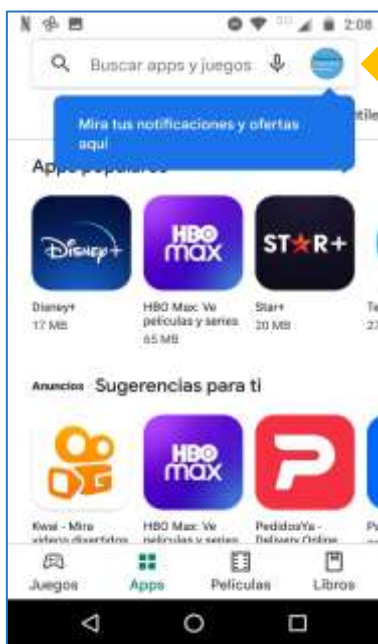 2:08
Buscar apps y juegos
Mira tus notificaciones y ofertas
aquí
Apps populares
Disney+
HBO
max
ST★R+
Disney+
17 MB
HBO Max: Ve
películas y series
65 MB
Star+
20 MB
Anuncios Sugerencias para ti
HBO
max
Kwai - Mira
videos divertidos
HBO Max: Ve
películas y series
PedidosYa -
Delivery Online
Juegos
Apps
Películas
Libros